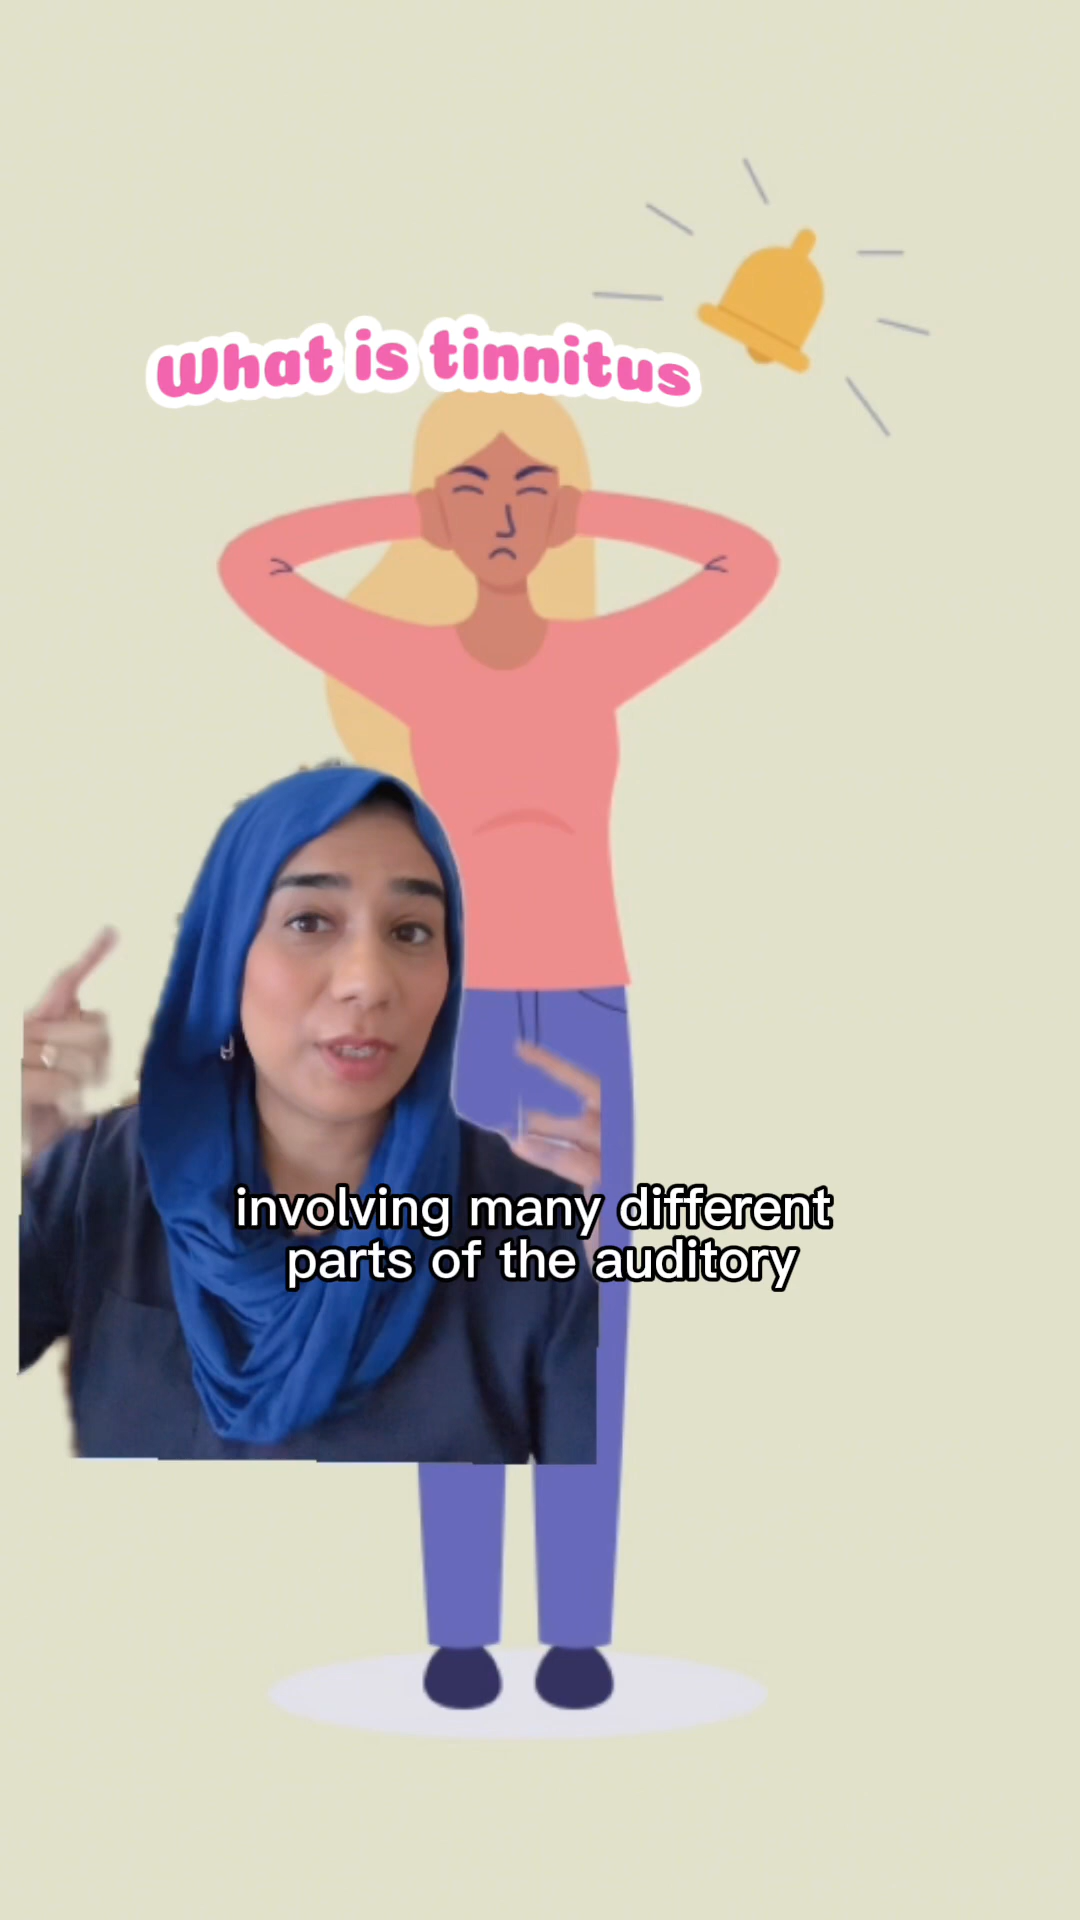 What is tinnitus
involving many different
parts of the auditory